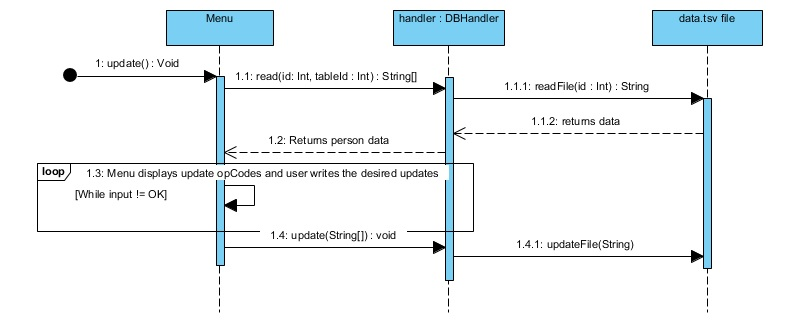 Menu
handler : DBHandler
data.tsv file
1: update() : Void
1.1: read(id: Int, tableId : Int) : String[]
1.1.1: readFile(id : Int) : String
1.1.2: returns data
1.2: Returns person data
loop
1.3: Menu displays update opCodes and user writes the desired updates
[While input != OK]
1.4: update(String[]) : void
1.4.1: updateFile(String)